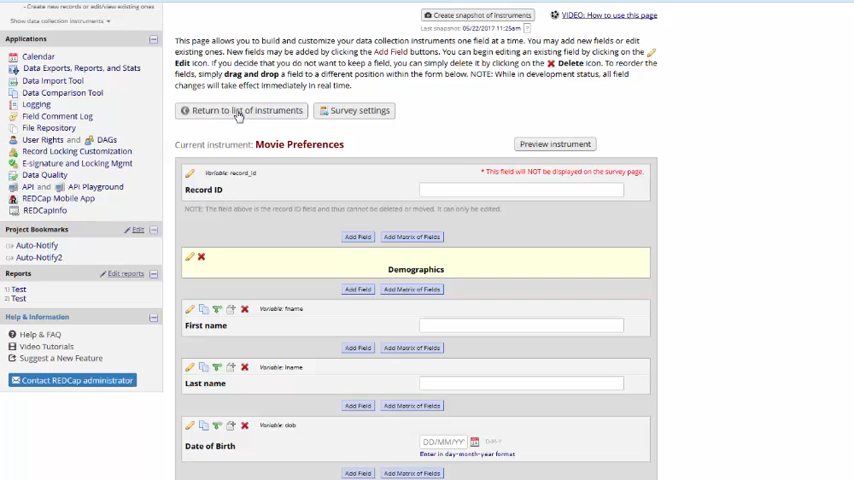 - Create new records or edit/view existing ones
Show data collection instruments
Applications
Calendar
Data Exports, Reports, and Stats
Data Import Tool
Data Comparison Tool
Logging
Field Comment Log
File Repository
User Rights and DAGs
Record Locking Customization
E-signature and Locking Mgmt
Data Quality
API and API Playground
REDCap Mobile App
REDCapInfo
Project Bookmarks Edit
Auto-Notify
Auto-Notify2
Reports Edit reports
1) Test
2) Test
Help & Information
Help & FAQ
Video Tutorials
Suggest a New Feature
Contact REDCap administrator
Create snapshot of instruments
Last snapshot: 05/22/2017 11:25am ?
VIDEO: How to use this page
This page allows you to build and customize your data collection instruments one field at a time. You may add new fields or edit
existing ones. New fields may be added by clicking the Add Field buttons. You can begin editing an existing field by clicking on the
Edit icon. If you decide that you do not want to keep a field, you can simply delete it by clicking on the Delete icon. To reorder the
fields, simply drag and drop a field to a different position within the form below. NOTE: While in development status, all field
changes will take effect immediately in real time.
Return to list of instruments
Survey settings
Current instrument: Movie Preferences
Preview instrument
Variable: record_id
* This field will NOT be displayed on the survey page.
Record ID
NOTE: The field above is the record ID field and thus cannot be deleted or moved. It can only be edited.
Add Field Add Matrix of Fields
Demographics
Add Field Add Matrix of Fields
Variable: fname
First name
Add Field Add Matrix of Fields
Variable: lname
Last name
Add Field Add Matrix of Fields
Variable: dob
Date of Birth
DD/MM/YY D-M-Y
Enter in day-month-year format
Add Field Add Matrix of Fields